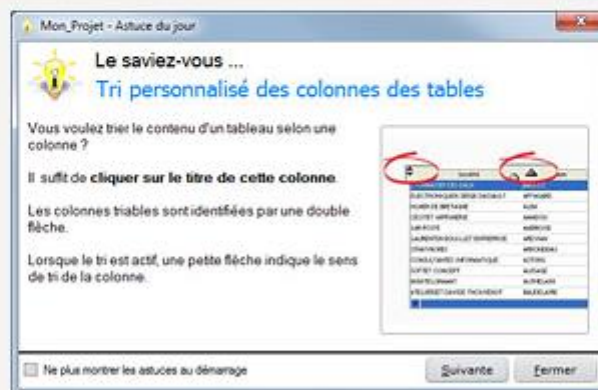 Mon_Projet - Astuce du jour
Le saviez-vous ...
Tri personnalisé des colonnes des tables
Vous voulez trier le contenu d'un tableau selon une
colonne ?
Il suffit de cliquer sur le titre de cette colonne.
Les colonnes triables sont identifiées par une double
flèche.
Lorsque le tri est actif, une petite flèche indique le sens
de tri de la colonne.
Ne plus montrer les astuces au démarrage
Suivante
Fermer